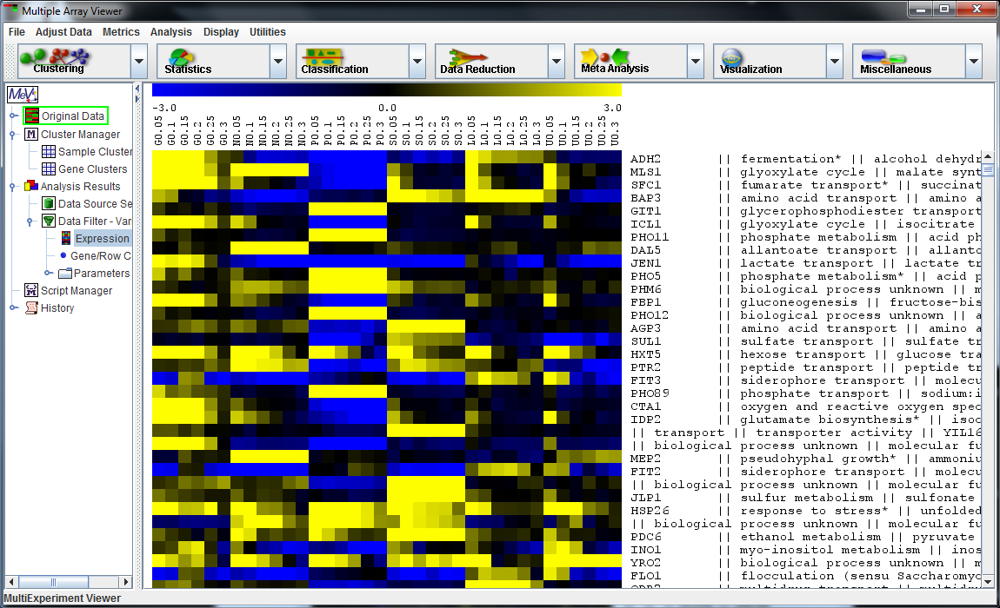 Multiple Array Viewer
File Adjust Data Metrics Analysis Display Utilities
Clustering Statistics Classification Data Reduction Meta Analysis Visualization Miscellaneous
MeV
Original Data
Cluster Manager
Sample Cluster
Gene Clusters
Analysis Results
Data Source Se
Data Filter - Var
Expression
Gene/Row C
Parameters
Script Manager
History
-3.0 0.0 3.0
G0.05 G0.1 G0.15 G0.2 G0.25 G0.3 N0.05 N0.1 N0.15 N0.2 N0.25 N0.3 P0.05 P0.1 P0.15 P0.2 P0.25 P0.3 S0.05 S0.1 S0.15 S0.2 S0.25 S0.3 L0.05 L0.1 L0.15 L0.2 L0.25 L0.3 U0.05 U0.1 U0.15 U0.2 U0.25 U0.3
ADH2 || fermentation* || alcohol dehydr
MLS1 || glyoxylate cycle || malate synt
SFC1 || fumarate transport* || succinat
BAP3 || amino acid transport || amino a
GIT1 || glycerophosphodiester transport
ICL1 || glyoxylate cycle || isocitrate
PHO11 || phosphate metabolism || acid ph
DAL5 || allantoate transport || allanto
JEN1 || lactate transport || lactate tr
PHO5 || phosphate metabolism* || acid p
PHM6 || biological process unknown || m
FBP1 || gluconeogenesis || fructose-bis
PHO12 || biological process unknown || a
AGP3 || amino acid transport || amino a
SUL1 || sulfate transport || sulfate tr
HXT5 || hexose transport || glucose tra
PTR2 || peptide transport || peptide tr
FIT3 || siderophore transport || molecu
PHO89 || phosphate transport || sodium:i
CTA1 || oxygen and reactive oxygen spec
IDP2 || glutamate biosynthesis* || isoc
|| transport || transporter activity || YIL16
|| biological process unknown || molecular fu
MEP2 || pseudohyphal growth* || ammoniu
FIT2 || siderophore transport || molecu
|| biological process unknown || molecular fu
JLP1 || sulfur metabolism || sulfonate
HSP26 || response to stress* || unfolded
|| biological process unknown || molecular fu
PDC6 || ethanol metabolism || pyruvate
INO1 || myo-inositol metabolism || inos
YRO2 || biological process unknown || m
FLO1 || flocculation (sensu Saccharomyc
MultiExperiment Viewer